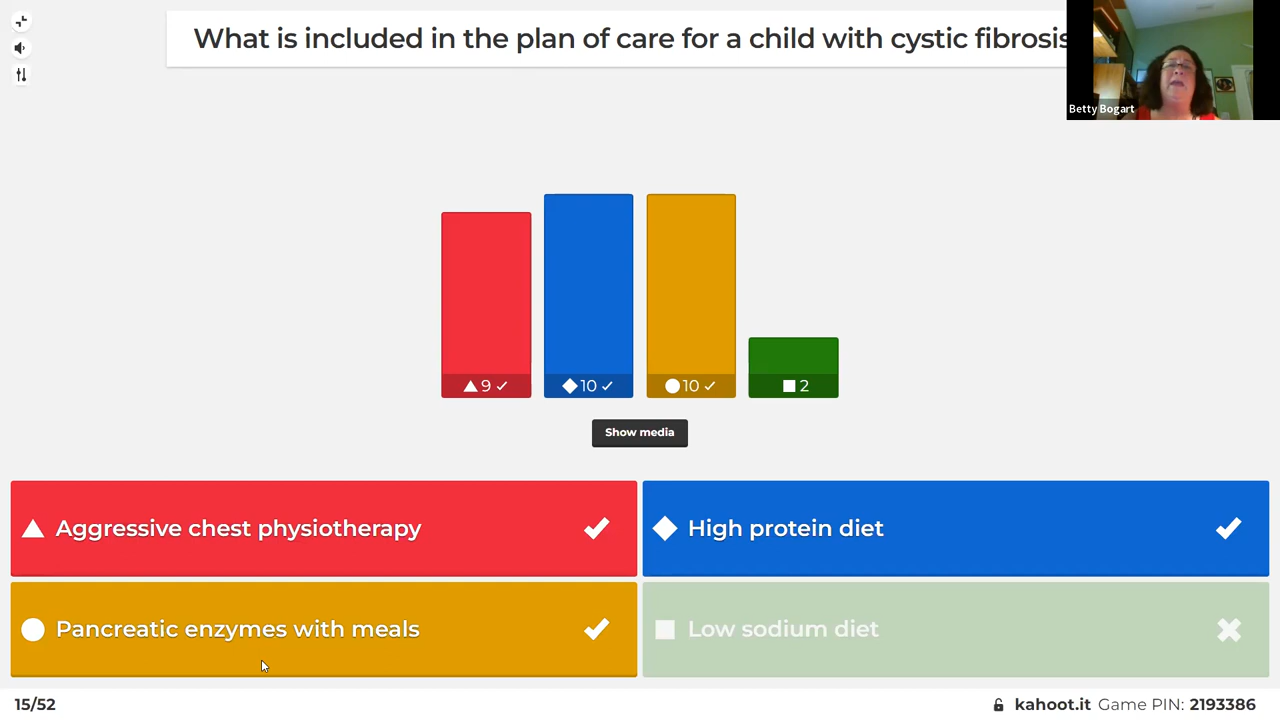 What is included in the plan of care for a child with cystic fibrosis
Betty Bogart
9
10
10
2
Show media
Aggressive chest physiotherapy
High protein diet
Pancreatic enzymes with meals
Low sodium diet
15/52
kahoot.it Game PIN: 2193386